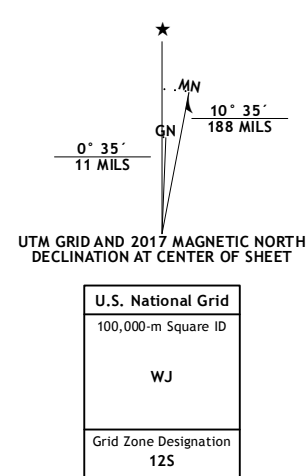 ★
MN
GN
10° 35´
188 MILS
0° 35´
11 MILS
UTM GRID AND 2017 MAGNETIC NORTH
DECLINATION AT CENTER OF SHEET
U.S. National Grid
100,000-m Square ID
WJ
Grid Zone Designation
12S